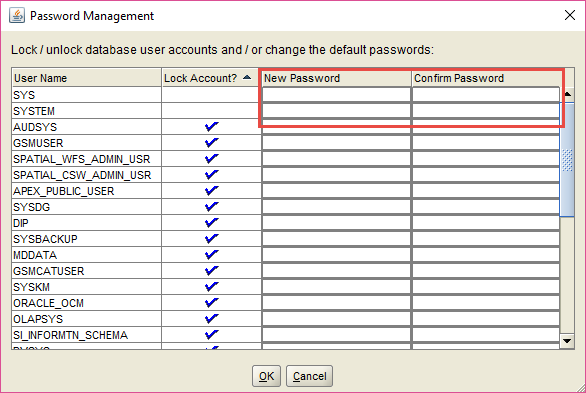 Password Management
Lock / unlock database user accounts and / or change the default passwords:
User Name Lock Account? New Password Confirm Password
SYS
SYSTEM
AUDSYS
GSMUSER
SPATIAL_WFS_ADMIN_USR
SPATIAL_CSW_ADMIN_USR
APEX_PUBLIC_USER
SYSDG
DIP
SYSBACKUP
MDDATA
GSMCATUSER
SYSKM
ORACLE_OCM
OLAPSYS
SI_INFORMTN_SCHEMA
OK Cancel